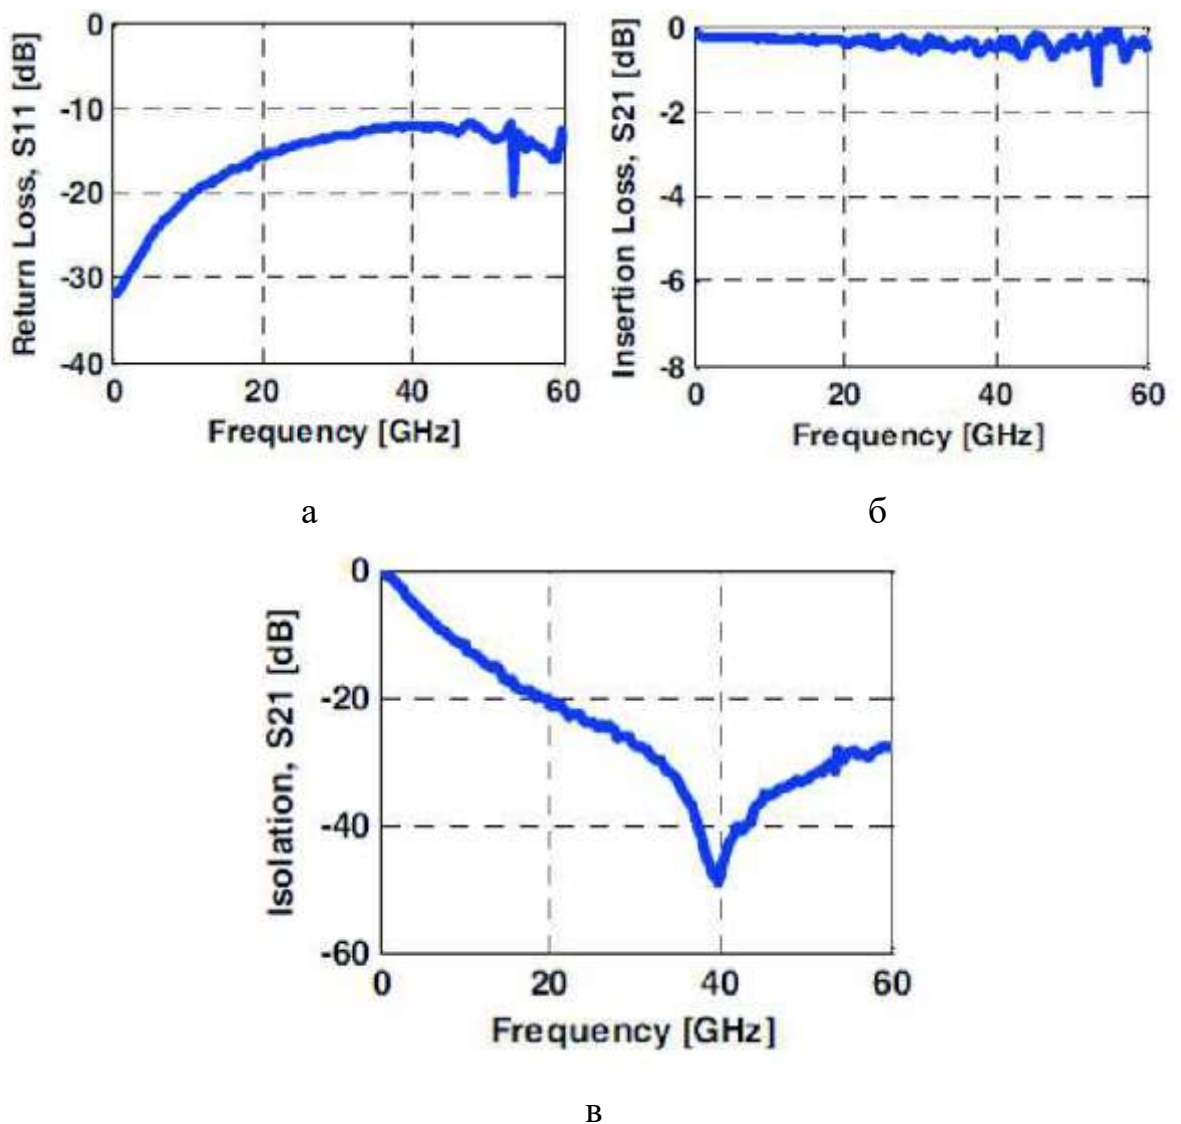 Return Loss, S11 [dB]
0
-10
-20
-30
-40
0 20 40 60
Frequency [GHz]
Insertion Loss, S21 [dB]
0
-2
-4
-6
-8
0 20 40 60
Frequency [GHz]
а
б
Isolation, S21 [dB]
0
-20
-40
-60
0 20 40 60
Frequency [GHz]
в